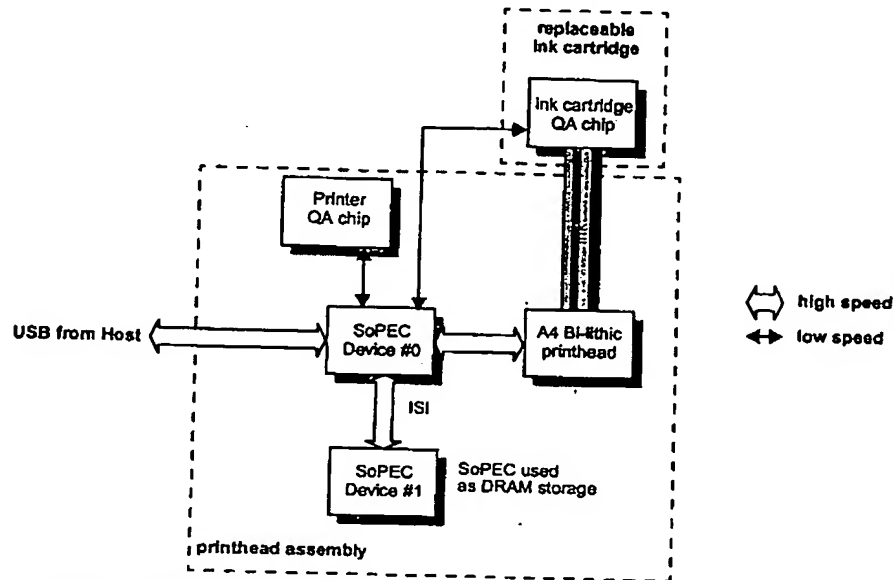 replaceable
ink cartridge
Ink cartridge
QA chip
Printer
QA chip
USB from Host
SoPEC
Device #0
A4 Bi-lithic
printhead
high speed
low speed
ISI
SoPEC
Device #1
SoPEC used
as DRAM storage
printhead assembly